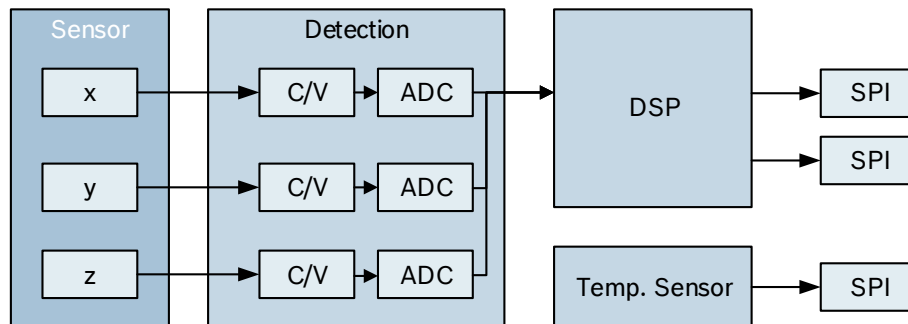 Sensor
Detection
x
C/V
ADC
DSP
SPI
y
C/V
ADC
SPI
z
C/V
ADC
Temp. Sensor
SPI